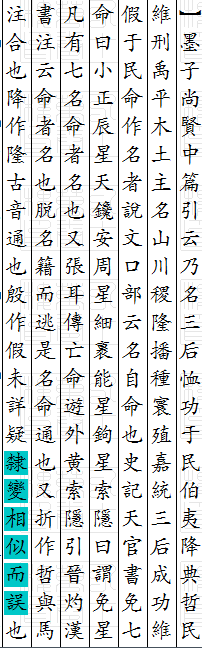 】墨子尚賢中篇引云乃名三后恤功于民伯夷降典哲民
維刑禹平木土主名山川稷隆播種寰殖嘉統三后成功維
假于民命作名者說文口部云名自命也史記天官書免七
命曰小正辰星天鑱安周星細裹能星鉤星索隱曰謂免星
凡有七名命者名也又張耳傳亡命遊外黄索隱引晉灼漢
書注云命者名也脫名籍而逃是名命通也又折作哲與馬
注合也降作隆古音通也殷作假未詳疑隸變相似而誤也